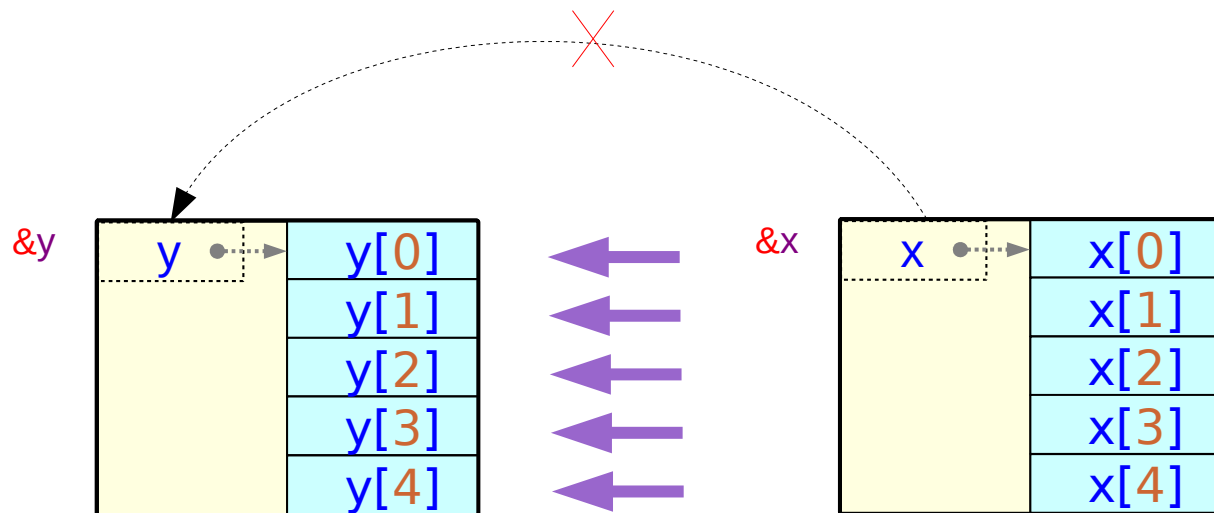 &y y y[0] &x x x[0]
y[1] x[1]
y[2] x[2]
y[3] x[3]
y[4] x[4]